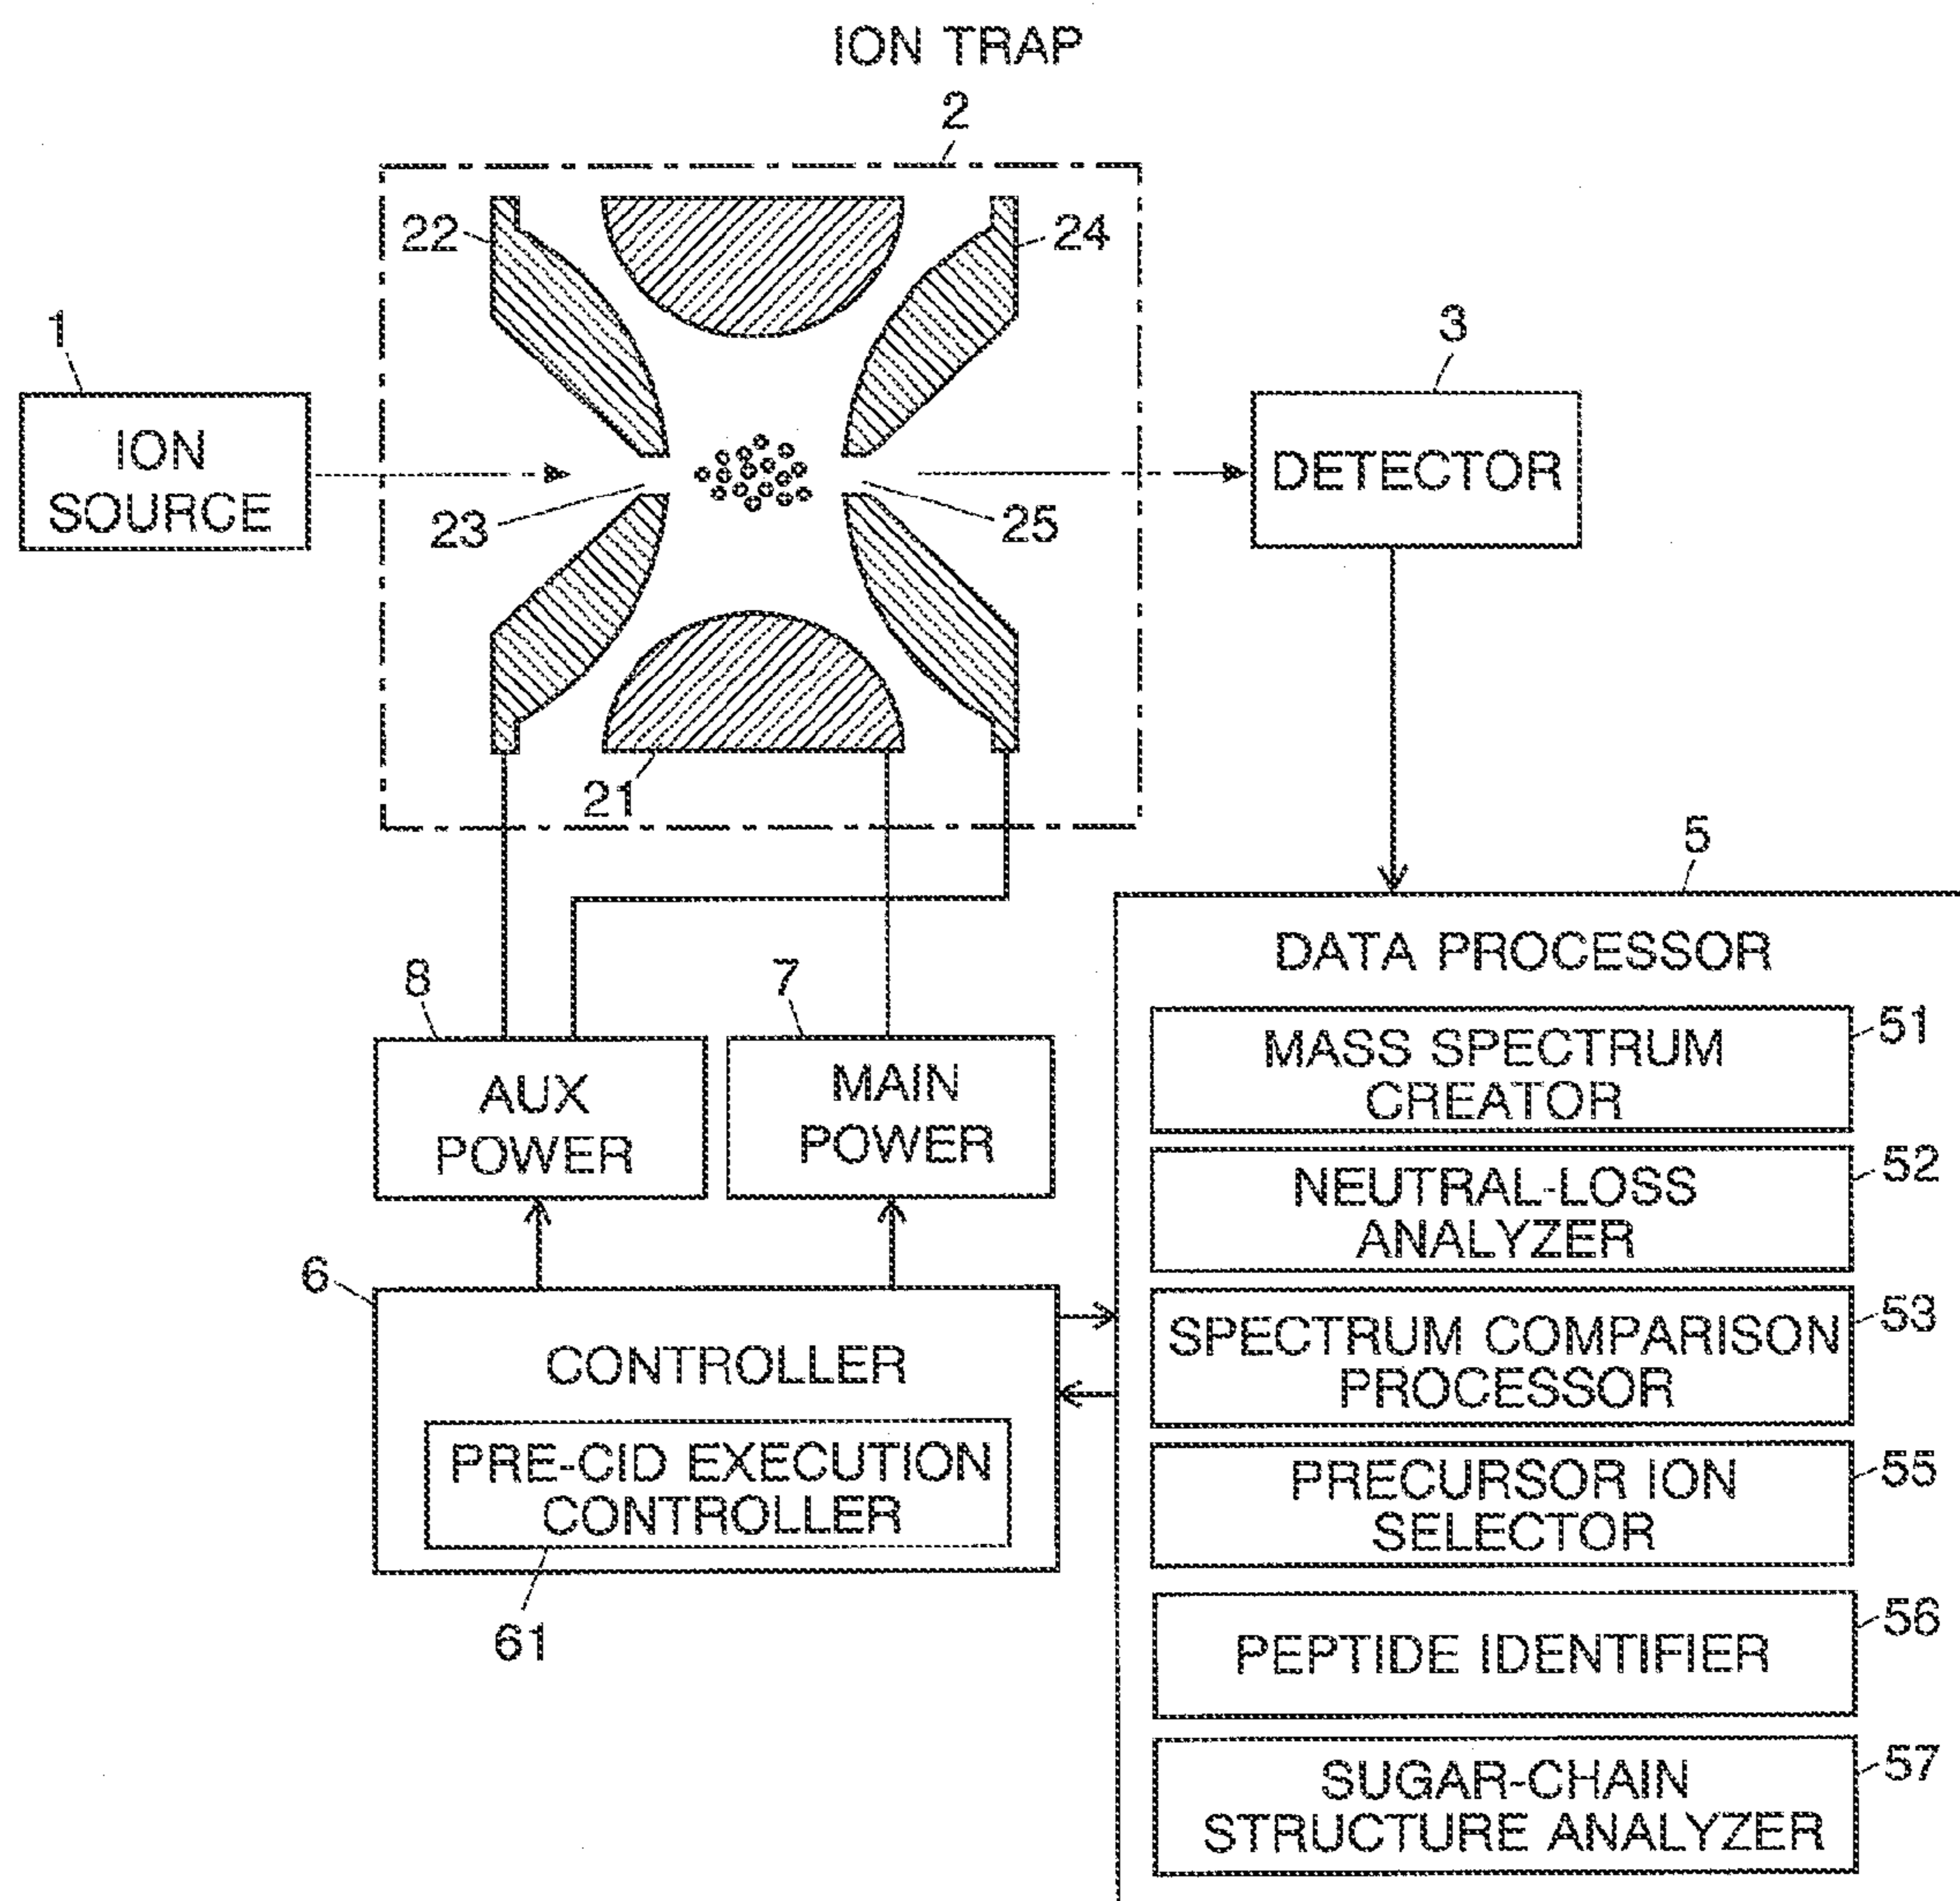 ION TRAP
2
22
24
1
3
ION
SOURCE
DETECTOR
23
25
21
5
DATA PROCESSOR
8
7
51
MASS SPECTRUM
CREATOR
AUX
POWER
MAIN
POWER
52
NEUTRAL-LOSS
ANALYZER
6
53
SPECTRUM COMPARISON
PROCESSOR
CONTROLLER
PRE-CID EXECUTION
CONTROLLER
55
PRECURSOR ION
SELECTOR
61
56
PEPTIDE IDENTIFIER
57
SUGAR-CHAIN
STRUCTURE ANALYZER